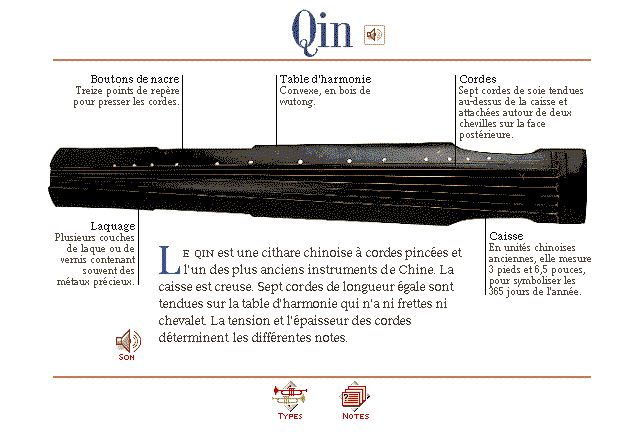 Qin
Boutons de nacre
Treize points de repère
pour presser les cordes.
Table d'harmonie
Convexe, en bois de
wutong.
Cordes
Sept cordes de soie tendues
au-dessus de la caisse et
attachées autour de deux
chevilles sur la face
postérieure.
Laquage
Plusieurs couches
de laque ou de
vernis contenant
souvent des
métaux précieux.
Caisse
En unités chinoises
anciennes, elle mesure
3 pieds et 6,5 pouces,
pour symboliser les
365 jours de l'année.
LE QIN est une cithare chinoise à cordes pincées et
l'un des plus anciens instruments de Chine. La
caisse est creuse. Sept cordes de longueur égale sont
tendues sur la table d'harmonie qui n'a ni frettes ni
chevalet. La tension et l'épaisseur des cordes
déterminent les différentes notes.
SON
TYPES
NOTES